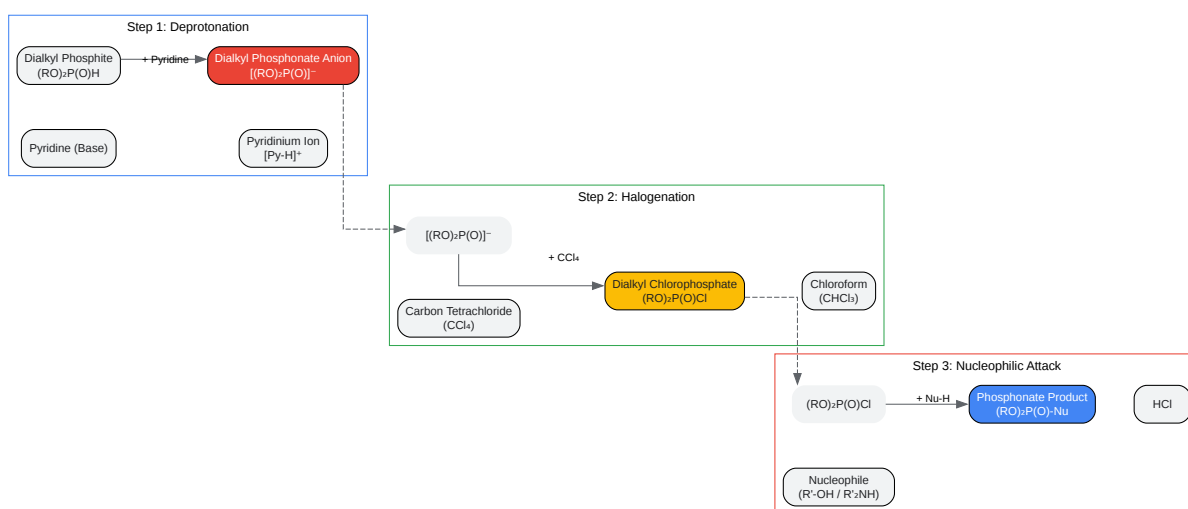 Step 1: Deprotonation
Dialkyl Phosphite
(RO)₂P(O)H
+ Pyridine
Dialkyl Phosphonate Anion
[(RO)₂P(O)]⁻
Pyridine (Base)
Pyridinium Ion
[Py-H]⁺
Step 2: Halogenation
[(RO)₂P(O)]⁻
+ CCl₄
Dialkyl Chlorophosphate
(RO)₂P(O)Cl
Chloroform
(CHCl₃)
Carbon Tetrachloride
(CCl₄)
Step 3: Nucleophilic Attack
(RO)₂P(O)Cl
+ Nu-H
Phosphonate Product
(RO)₂P(O)-Nu
HCl
Nucleophile
(R'-OH / R'₂NH)